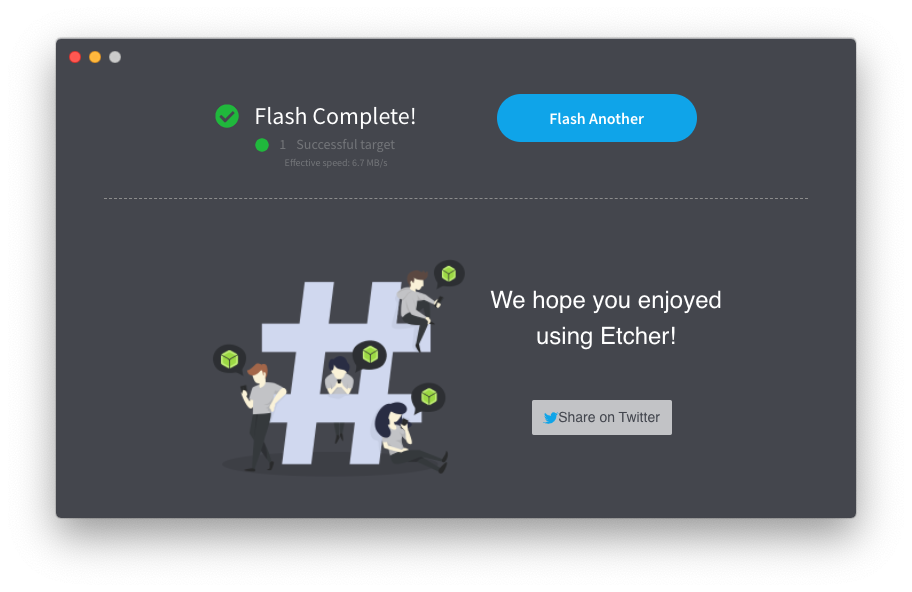 Flash Complete!
Flash Another
1 Successful target
Effective speed: 6.7 MB/s
We hope you enjoyed
using Etcher!
Share on Twitter